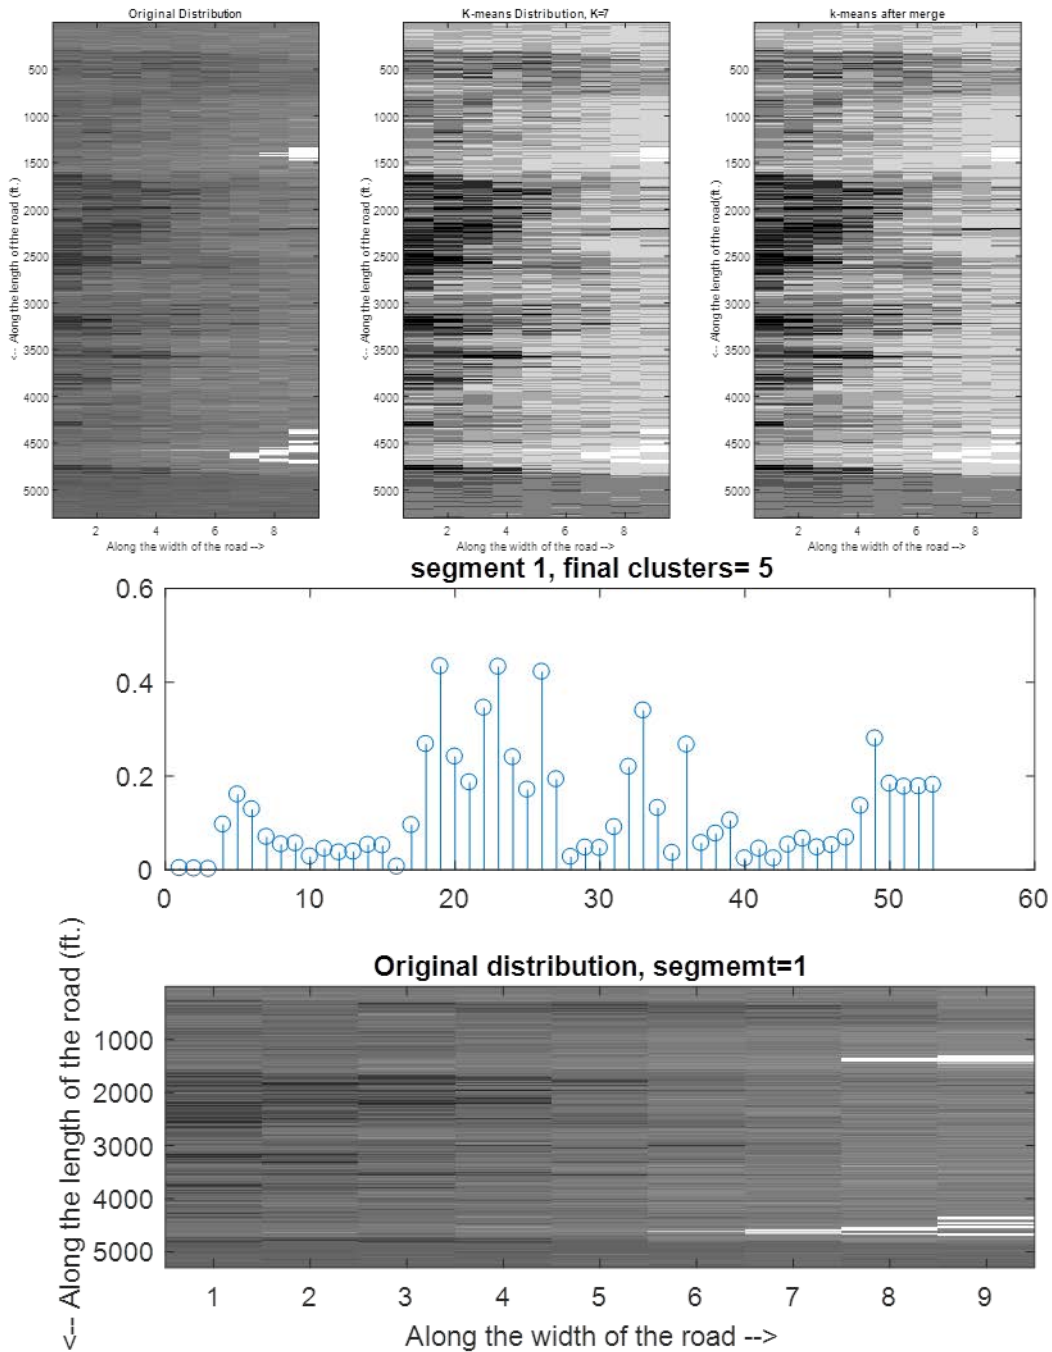 Original Distribution
K-means Distribution, K=7
k-means after merge
<-- Along the length of the road (ft.)
500
1000
1500
2000
2500
3000
3500
4000
4500
5000
2 4 6 8
Along the width of the road -->
<-- Along the length of the road (ft.)
500
1000
1500
2000
2500
3000
3500
4000
4500
5000
2 4 6 8
Along the width of the road -->
<-- Along the length of the road(ft.)
500
1000
1500
2000
2500
3000
3500
4000
4500
5000
2 4 6 8
Along the width of the road -->
segment 1, final clusters= 5
0.6
0.4
0.2
0
0 10 20 30 40 50 60
Original distribution, segmemt=1
<-- Along the length of the road (ft.)
1000
2000
3000
4000
5000
1 2 3 4 5 6 7 8 9
Along the width of the road -->